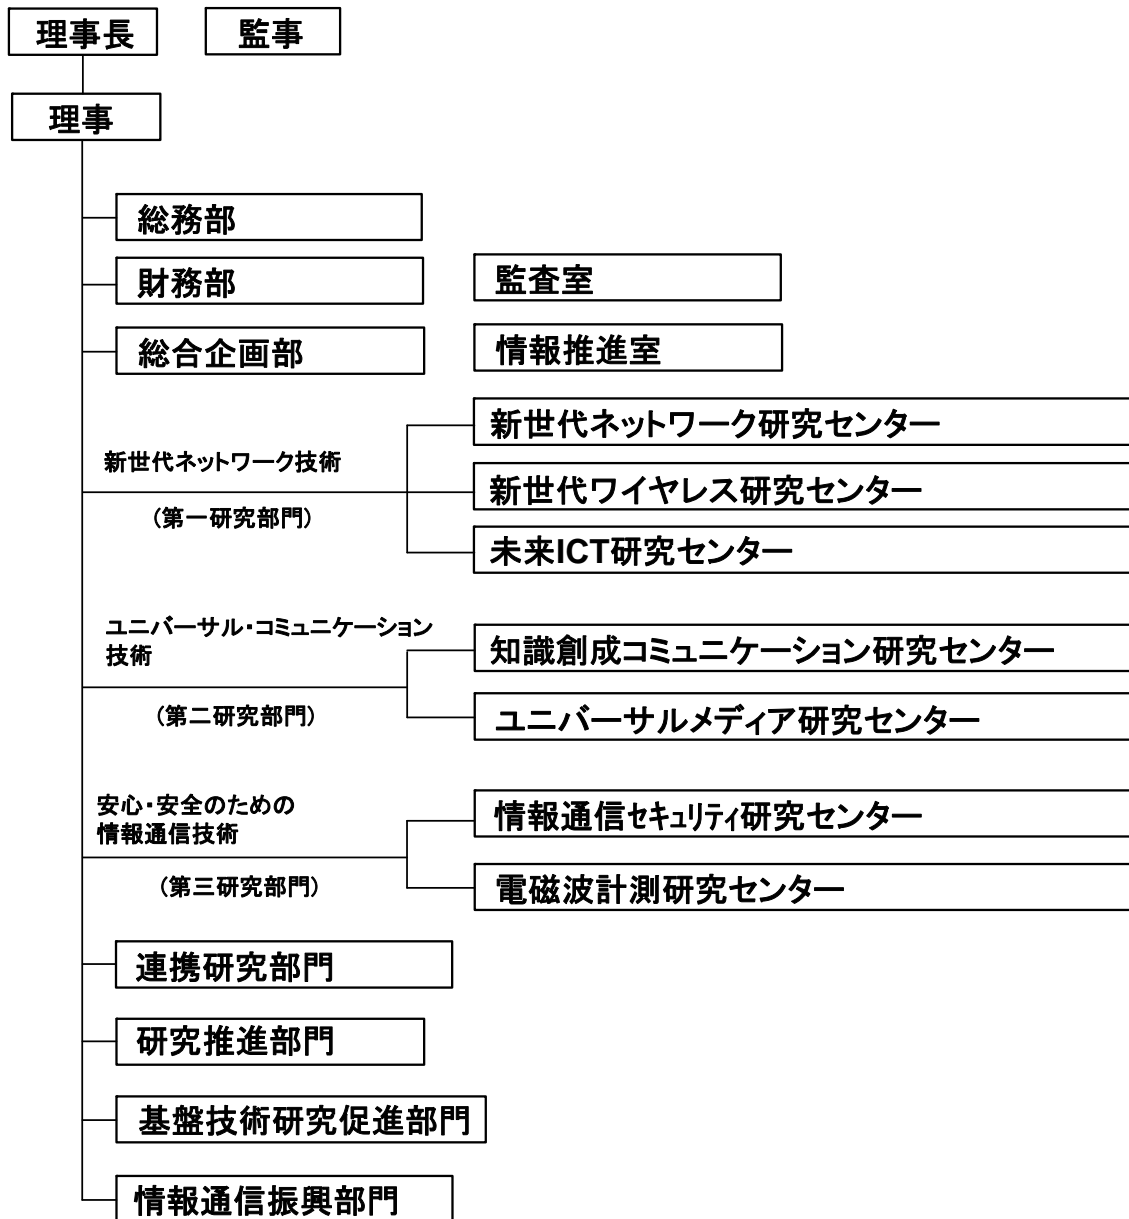 理事長
監事
理事
総務部
財務部
監査室
総合企画部
情報推進室
新世代ネットワーク技術
(第一研究部門)
新世代ネットワーク研究センター
新世代ワイヤレス研究センター
未来ICT研究センター
ユニバーサル・コミュニケーション
技術
(第二研究部門)
知識創成コミュニケーション研究センター
ユニバーサルメディア研究センター
安心・安全のための
情報通信技術
(第三研究部門)
情報通信セキュリティ研究センター
電磁波計測研究センター
連携研究部門
研究推進部門
基盤技術研究促進部門
情報通信振興部門